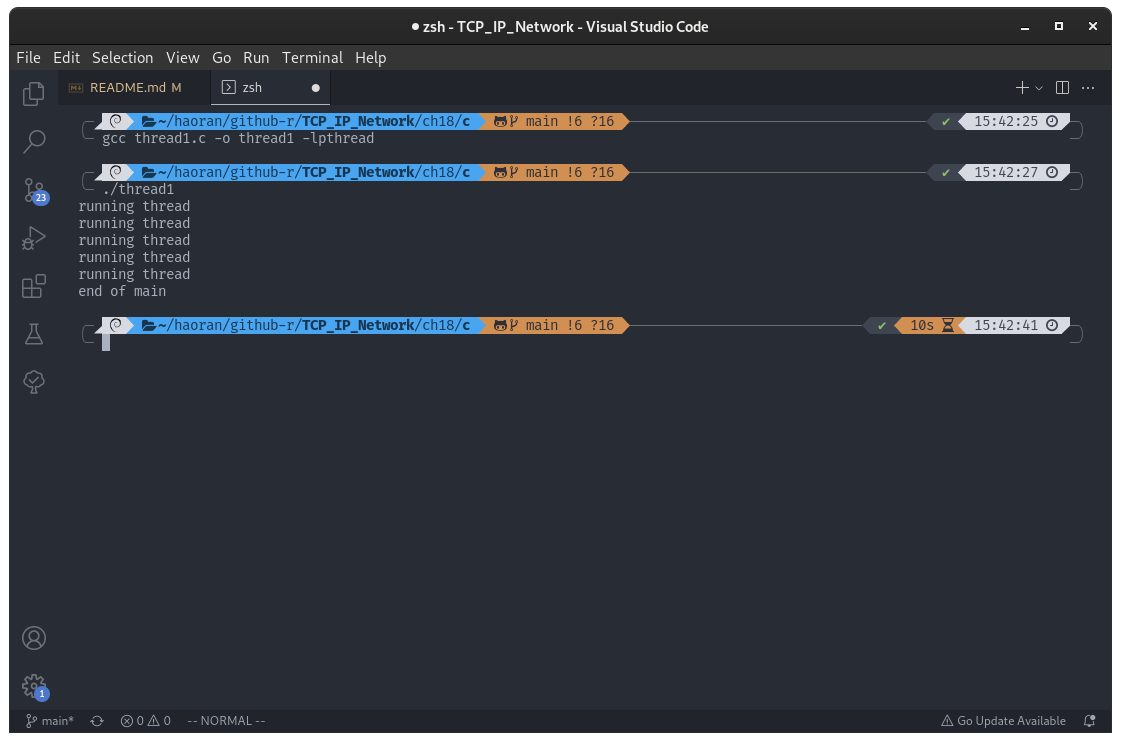 zsh - TCP_IP_Network - Visual Studio Code
File Edit Selection View Go Run Terminal Help
README.md M
zsh
~/haoran/github-r/TCP_IP_Network/ch18/c main !6 ?16 ✔ 15:42:25
gcc thread1.c -o thread1 -lpthread
~/haoran/github-r/TCP_IP_Network/ch18/c main !6 ?16 ✔ 15:42:27
./thread1
running thread
running thread
running thread
running thread
running thread
end of main
~/haoran/github-r/TCP_IP_Network/ch18/c main !6 ?16 ✔ 10s 15:42:41
23
1
main* 0 0 -- NORMAL -- Go Update Available